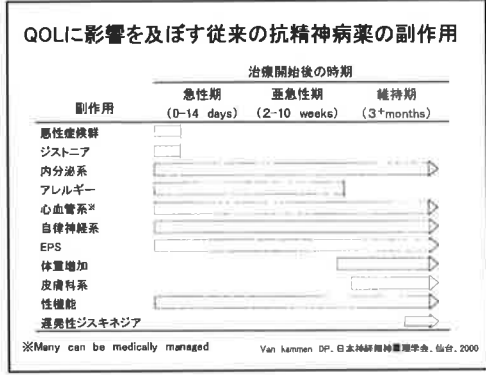 QOLに影響を及ぼす従来の抗精神病薬の副作用
治療開始後の時期
副作用 急性期 亜急性期 維持期
(0-14 days) (2-10 weeks) (3+months)
悪性症候群
ジストニア
内分泌系
アレルギー
心血管系※
自律神経系
EPS
体重増加
皮膚科系
性機能
遅発性ジスキネジア
※Many can be medically managed
Van kammen DP. 日本神経精神薬理学会. 仙台. 2000